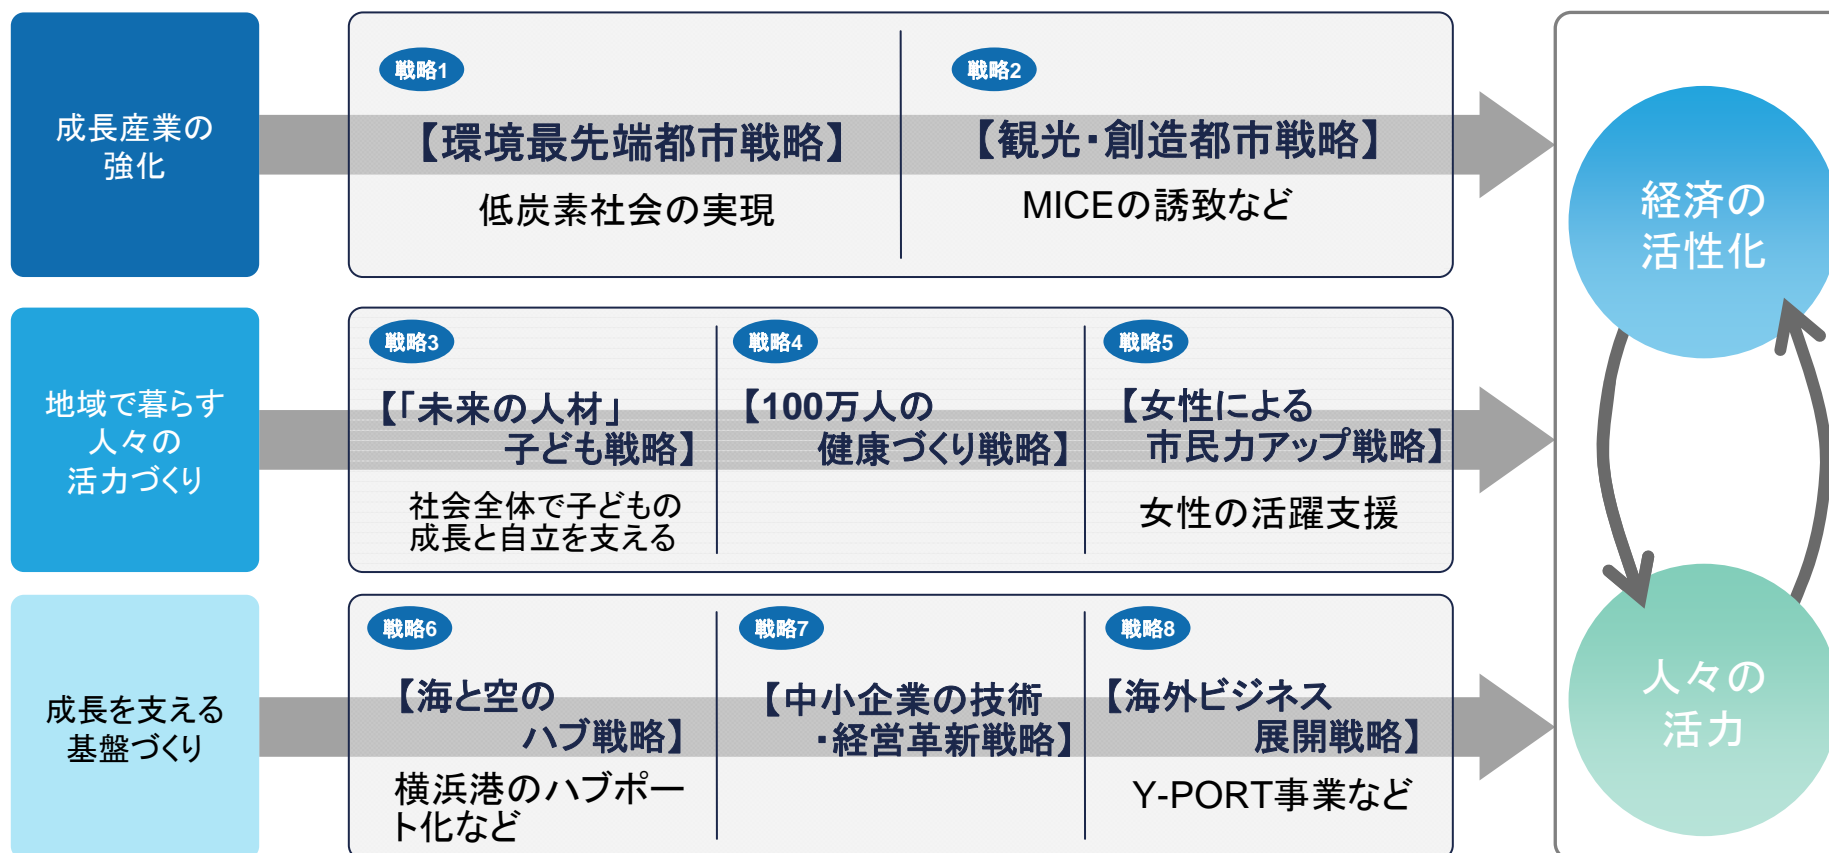 成長産業の
強化
戦略1
【環境最先端都市戦略】
低炭素社会の実現
戦略2
【観光・創造都市戦略】
MICEの誘致など
地域で暮らす
人々の
活力づくり
戦略3
【「未来の人材」
子ども戦略】
社会全体で子どもの
成長と自立を支える
戦略4
【100万人の
健康づくり戦略】
戦略5
【女性による
市民力アップ戦略】
女性の活躍支援
成長を支える
基盤づくり
戦略6
【海と空の
ハブ戦略】
横浜港のハブポー
ト化など
戦略7
【中小企業の技術
・経営革新戦略】
戦略8
【海外ビジネス
展開戦略】
Y-PORT事業など
経済の
活性化
人々の
活力